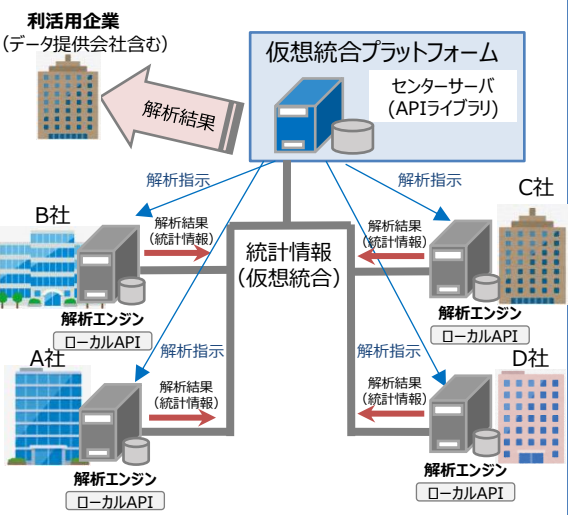 利活用企業
(データ提供会社含む)
仮想統合プラットフォーム
センターサーバ
(APIライブラリ)
解析結果
解析指示
解析指示
B社
C社
解析結果
(統計情報)
解析結果
(統計情報)
統計情報
(仮想統合)
解析エンジン
ローカルAPI
解析エンジン
ローカルAPI
A社
解析指示
解析指示
D社
解析結果
(統計情報)
解析結果
(統計情報)
解析エンジン
ローカルAPI
解析エンジン
ローカルAPI